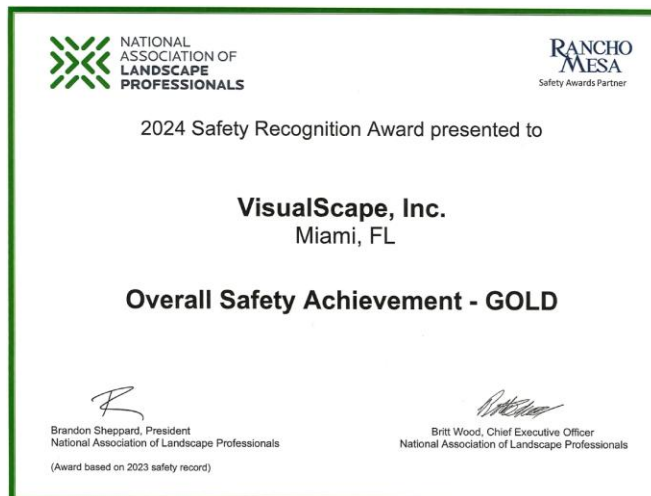 NATIONAL
ASSOCIATION OF
LANDSCAPE
PROFESSIONALS
RANCHO
MESA
Safety Awards Partner
2024 Safety Recognition Award presented to
VisualScape, Inc.
Miami, FL
Overall Safety Achievement - GOLD
Brandon Sheppard, President
National Association of Landscape Professionals
Britt Wood, Chief Executive Officer
National Association of Landscape Professionals
(Award based on 2023 safety record)